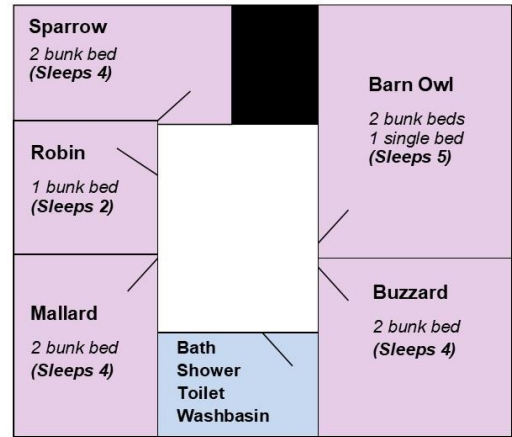 Sparrow
2 bunk bed
(Sleeps 4)
Barn Owl
2 bunk beds
1 single bed
(Sleeps 5)
Robin
1 bunk bed
(Sleeps 2)
Mallard
2 bunk bed
(Sleeps 4)
Buzzard
2 bunk bed
(Sleeps 4)
Bath
Shower
Toilet
Washbasin